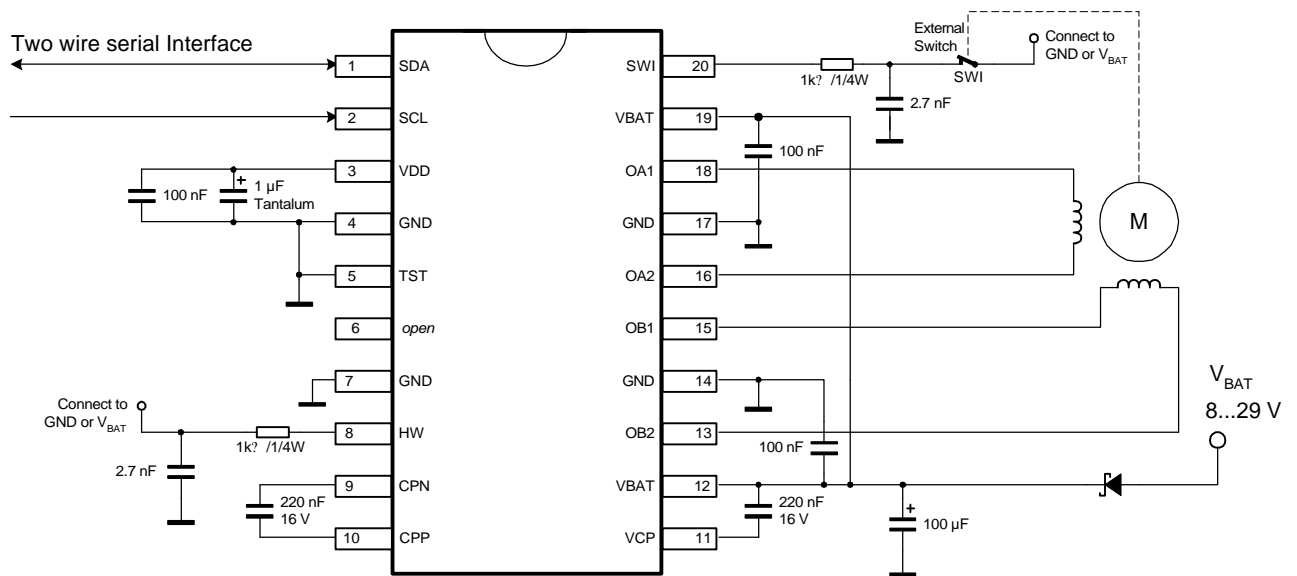 Two wire serial Interface
1 SDA
2 SCL
3 VDD
4 GND
5 TST
6 open
7 GND
8 HW
9 CPN
10 CPP
SWI 20
VBAT 19
OA1 18
GND 17
OA2 16
OB1 15
GND 14
OB2 13
VBAT 12
VCP 11
100 nF
1 µF
Tantalum
Connect to
GND or VBAT
1k? /1/4W
2.7 nF
220 nF
16 V
External
Switch
SWI
Connect to
GND or VBAT
1k? /1/4W
2.7 nF
100 nF
M
100 nF
220 nF
16 V
100 µF
VBAT
8...29 V
+
+